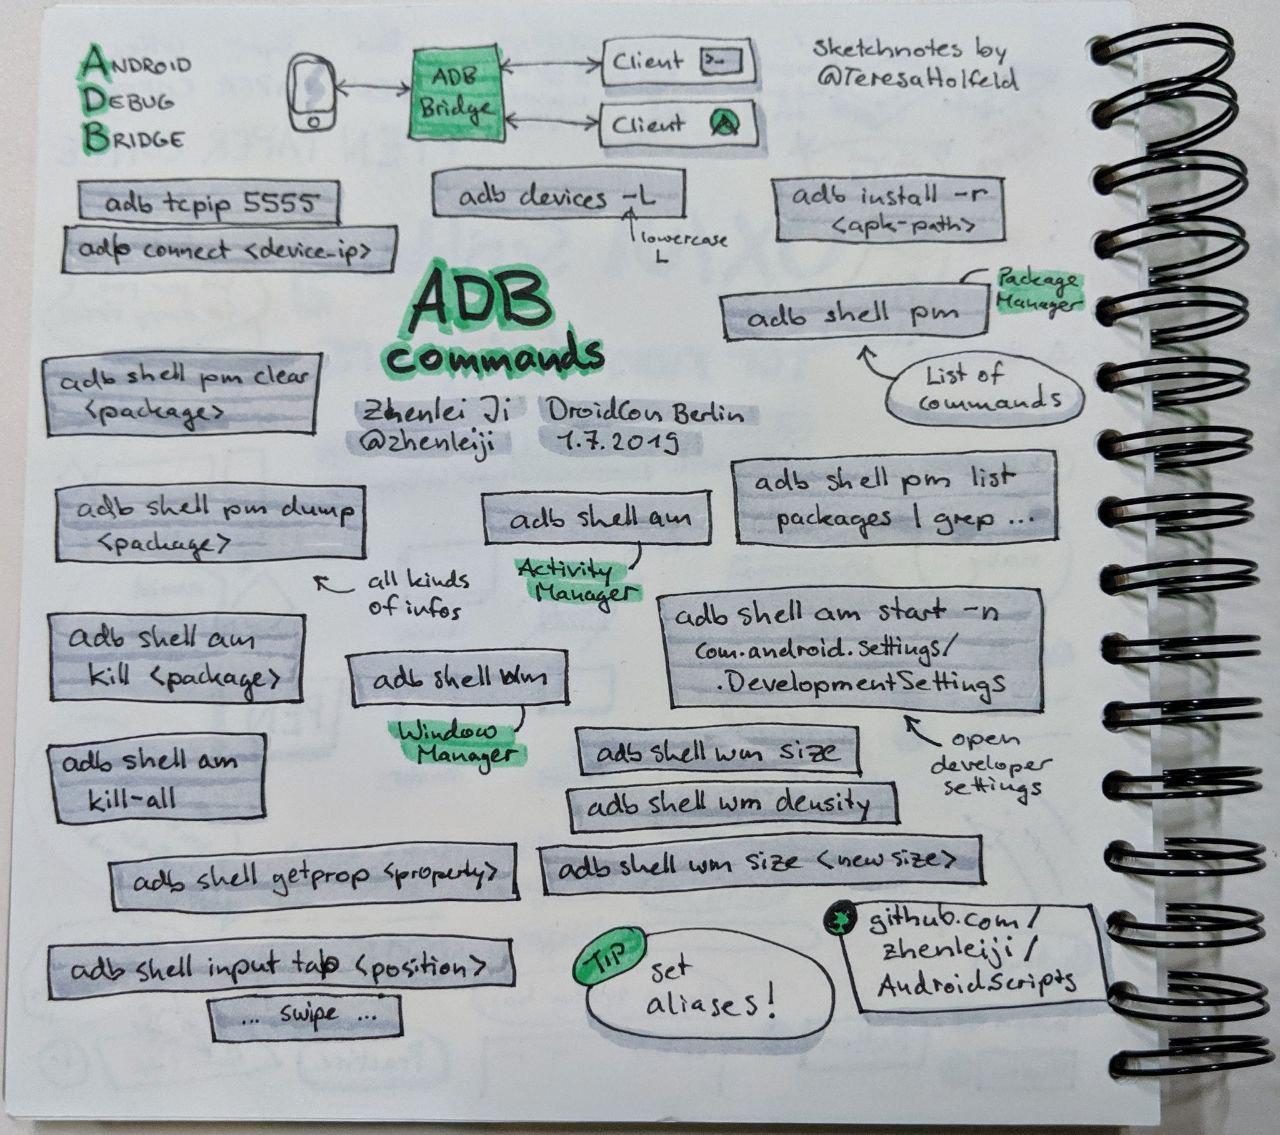 ANDROID
DEBUG
BRIDGE
ADB
Bridge
Client >_
Client
Sketchnotes by
@TeresaHolfeld
adb tcpip 5555
adb connect <device-ip>
adb devices -L
lowercase
L
adb install -r
<apk-path>
ADB
commands
Zhenlei Ji
@zhenleiji
DroidCon Berlin
1.7.2019
adb shell pm
Package
Manager
List of
commands
adb shell pm clear
<package>
adb shell pm dump
<package>
all kinds
of infos
adb shell am
Activity
Manager
adb shell pm list
packages | grep ...
adb shell am start -n
com.android.settings/
.DevelopmentSettings
open
developer
settings
adb shell am
kill <package>
adb shell wm
Window
Manager
adb shell am
kill-all
adb shell wm size
adb shell wm density
adb shell wm size <new size>
adb shell getprop <property>
adb shell input tap <position>
... swipe ...
TIP
set
aliases!
github.com/
zhenleiji/
AndroidScripts